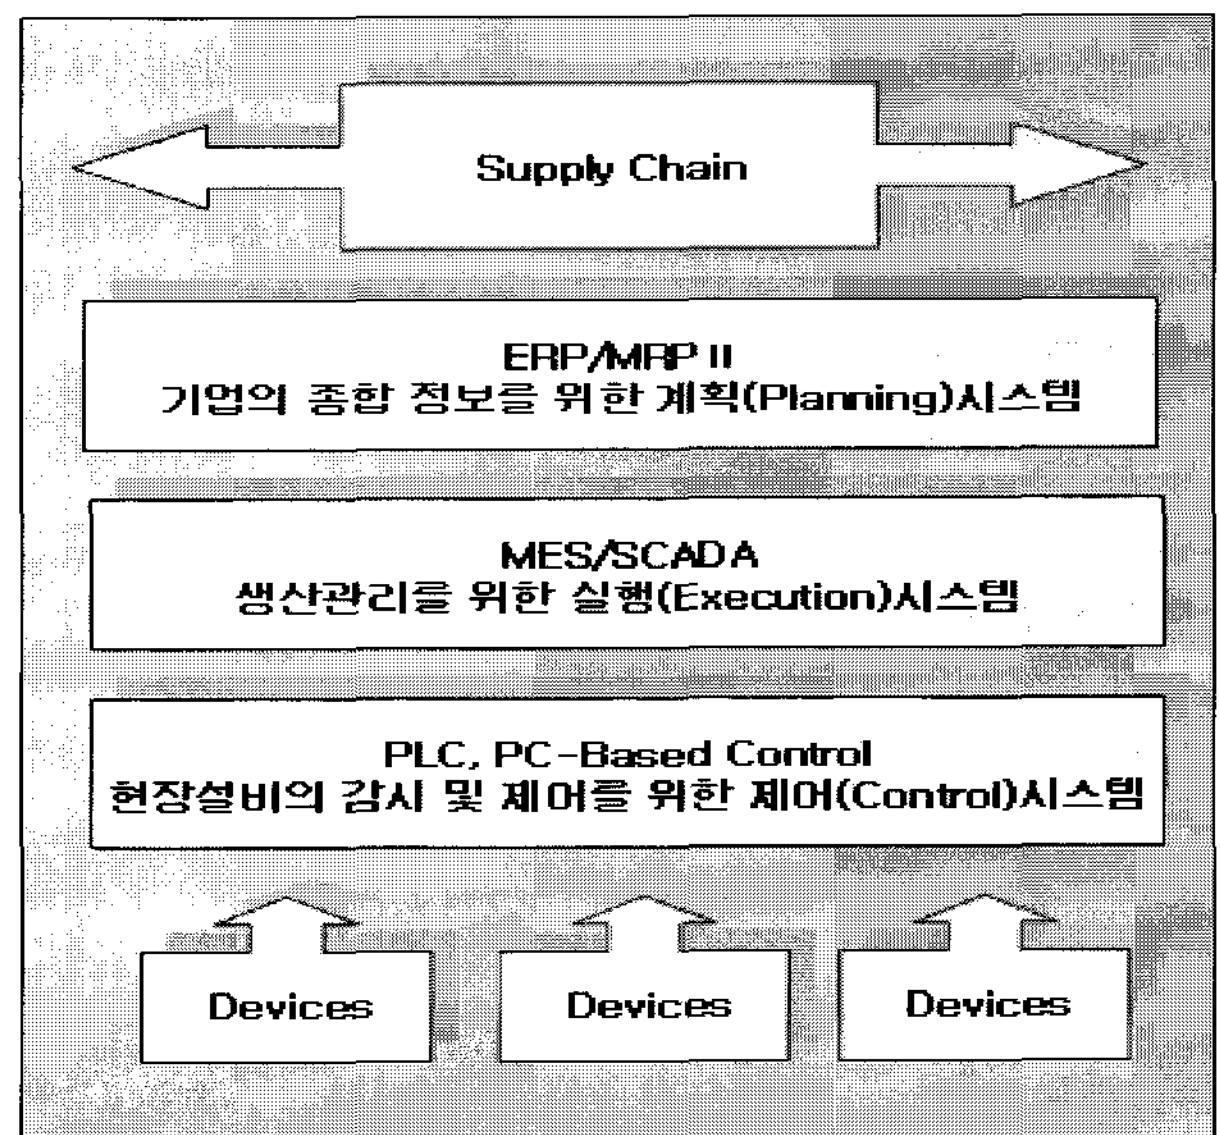 Supply Chain
ERP/MRP II
기업의 종합 정보를 위한 계획(Planning)시스템
MES/SCADA
생산관리를 위한 실행(Execution)시스템
PLC, PC-Based Control
현장설비의 감시 및 제어를 위한 제어(Control)시스템
Devices
Devices
Devices